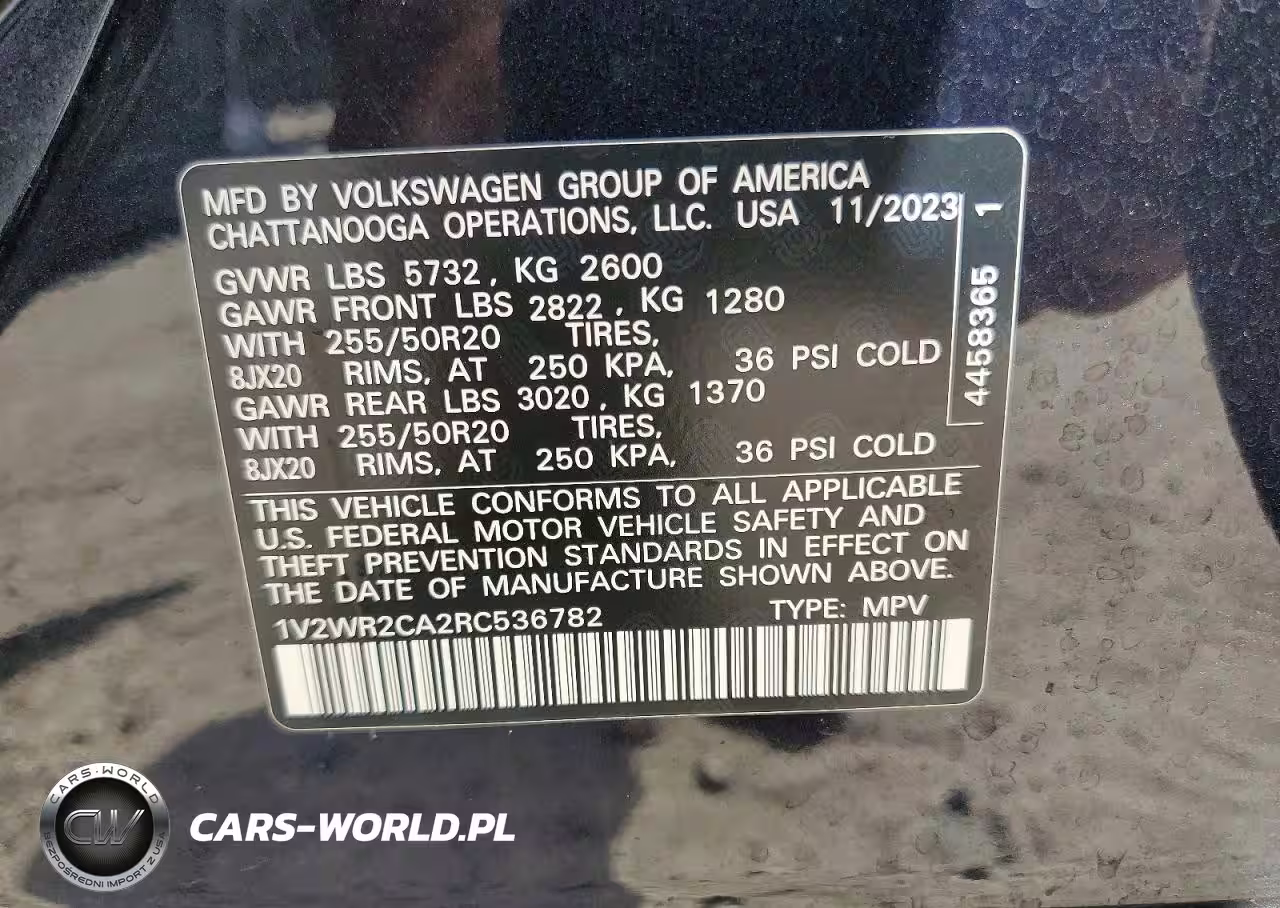 MFD BY VOLKSWAGEN GROUP OF AMERICA
CHATTANOOGA OPERATIONS, LLC. USA 11/2023
GVWR LBS 5732, KG 2600
GAWR FRONT LBS 2822, KG 1280
WITH 255/50R20 TIRES,
8JX20 RIMS, AT 250 KPA, 36 PSI COLD
GAWR REAR LBS 3020, KG 1370
WITH 255/50R20 TIRES,
8JX20 RIMS, AT 250 KPA, 36 PSI COLD
4458365 1
THIS VEHICLE CONFORMS TO ALL APPLICABLE
U.S. FEDERAL MOTOR VEHICLE SAFETY AND
THEFT PREVENTION STANDARDS IN EFFECT ON
THE DATE OF MANUFACTURE SHOWN ABOVE.
1V2WR2CA2RC536782 TYPE: MPV
CARS-WORLD
CW
BEZPOŚREDNI IMPORT Z USA
CARS-WORLD.PL